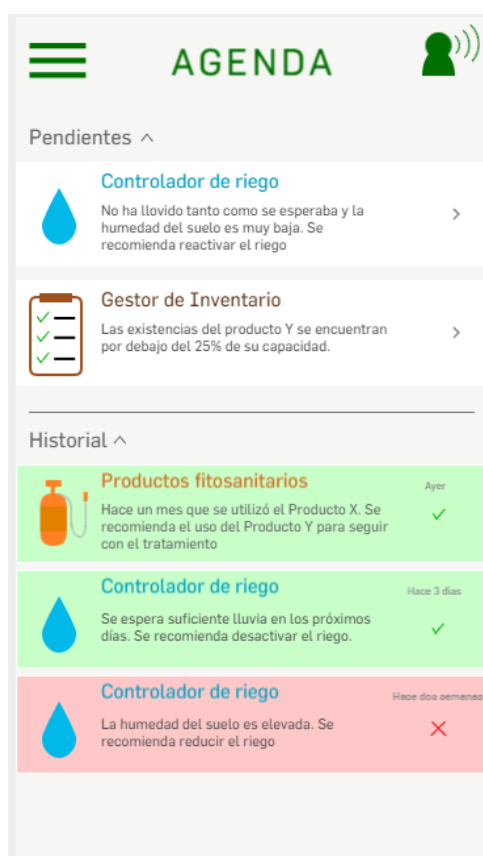 AGENDA
Pendientes
Controlador de riego
No ha llovido tanto como se esperaba y la
humedad del suelo es muy baja. Se
recomienda reactivar el riego
Gestor de Inventario
Las existencias del producto Y se encuentran
por debajo del 25% de su capacidad.
Historial
Productos fitosanitarios
Ayer
Hace un mes que se utilizó el Producto X. Se
recomienda el uso del Producto Y para seguir
con el tratamiento
Controlador de riego
Hace 3 días
Se espera suficiente lluvia en los próximos
días. Se recomienda desactivar el riego.
Controlador de riego
Hace dos semanas
La humedad del suelo es elevada. Se
recomienda reducir el riego